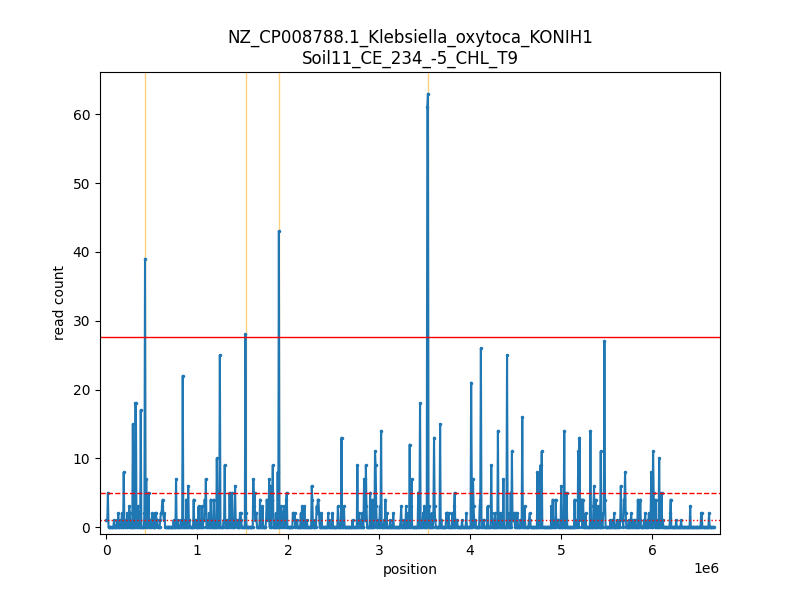 NZ_CP008788.1_Klebsiella_oxytoca_KONIH1
Soil11_CE_234_-5_CHL_T9
60
50
40
30
20
10
0
read count
0 1 2 3 4 5 6
1e6
position